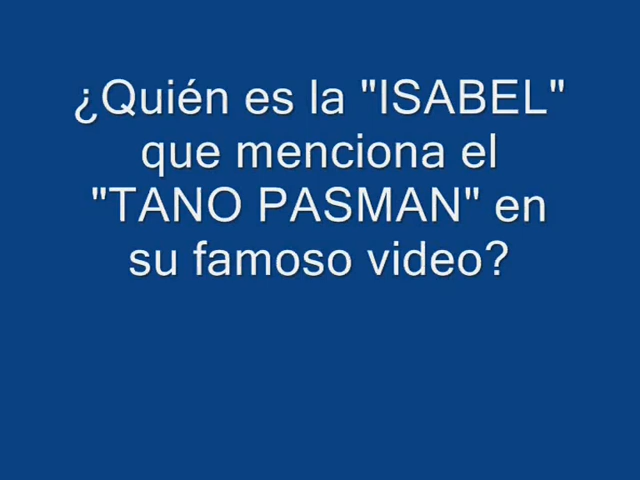 ¿Quién es la "ISABEL"
que menciona el
"TANO PASMAN" en
su famoso video?